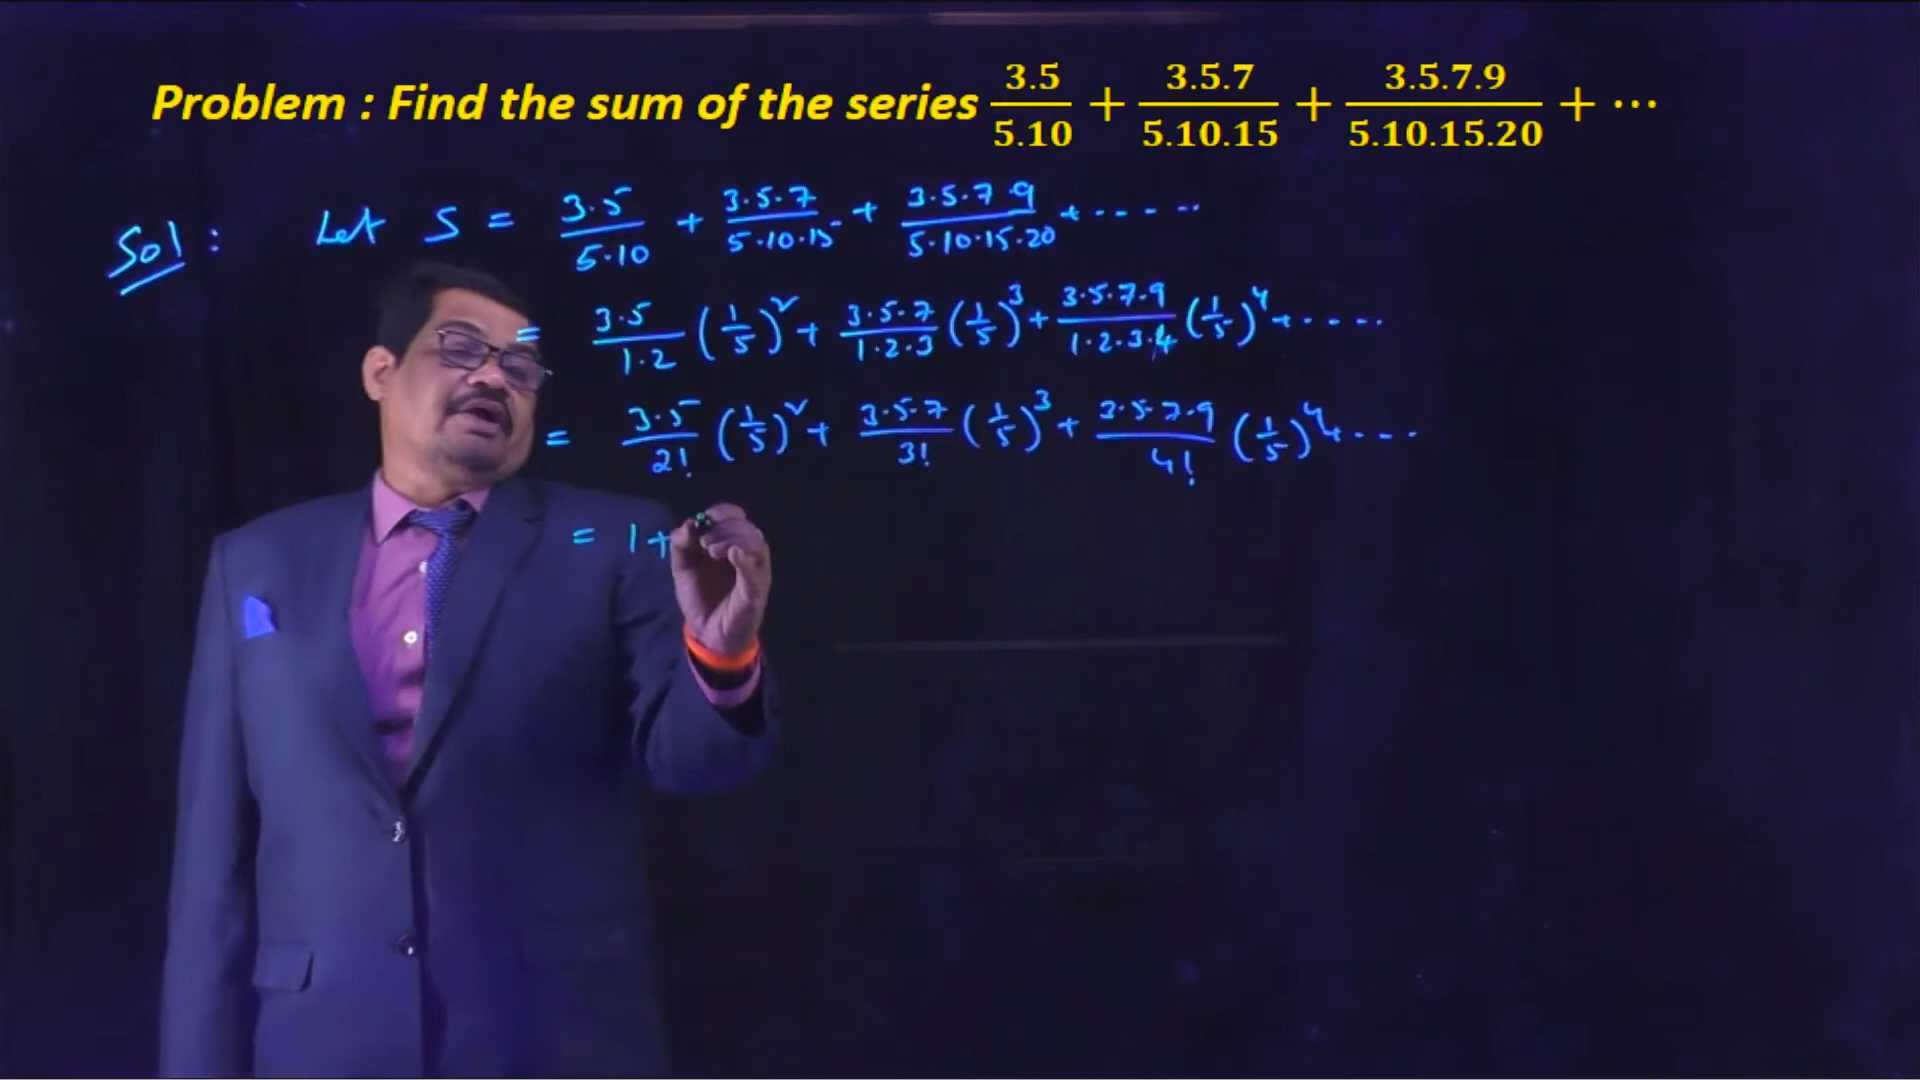 Problem : Find the sum of the series 3.5/5.10 + 3.5.7/5.10.15 + 3.5.7.9/5.10.15.20 + ⋯
Sol : Let S = 3·5/5·10 + 3·5·7/5·10·15 + 3·5·7·9/5·10·15·20 + ·····
= 3·5/1·2 (1/5)² + 3·5·7/1·2·3 (1/5)³ + 3·5·7·9/1·2·3·4 (1/5)⁴ + ····
= 3·5/2! (1/5)² + 3·5·7/3! (1/5)³ + 3·5·7·9/4! (1/5)⁴ + ····
= 1+